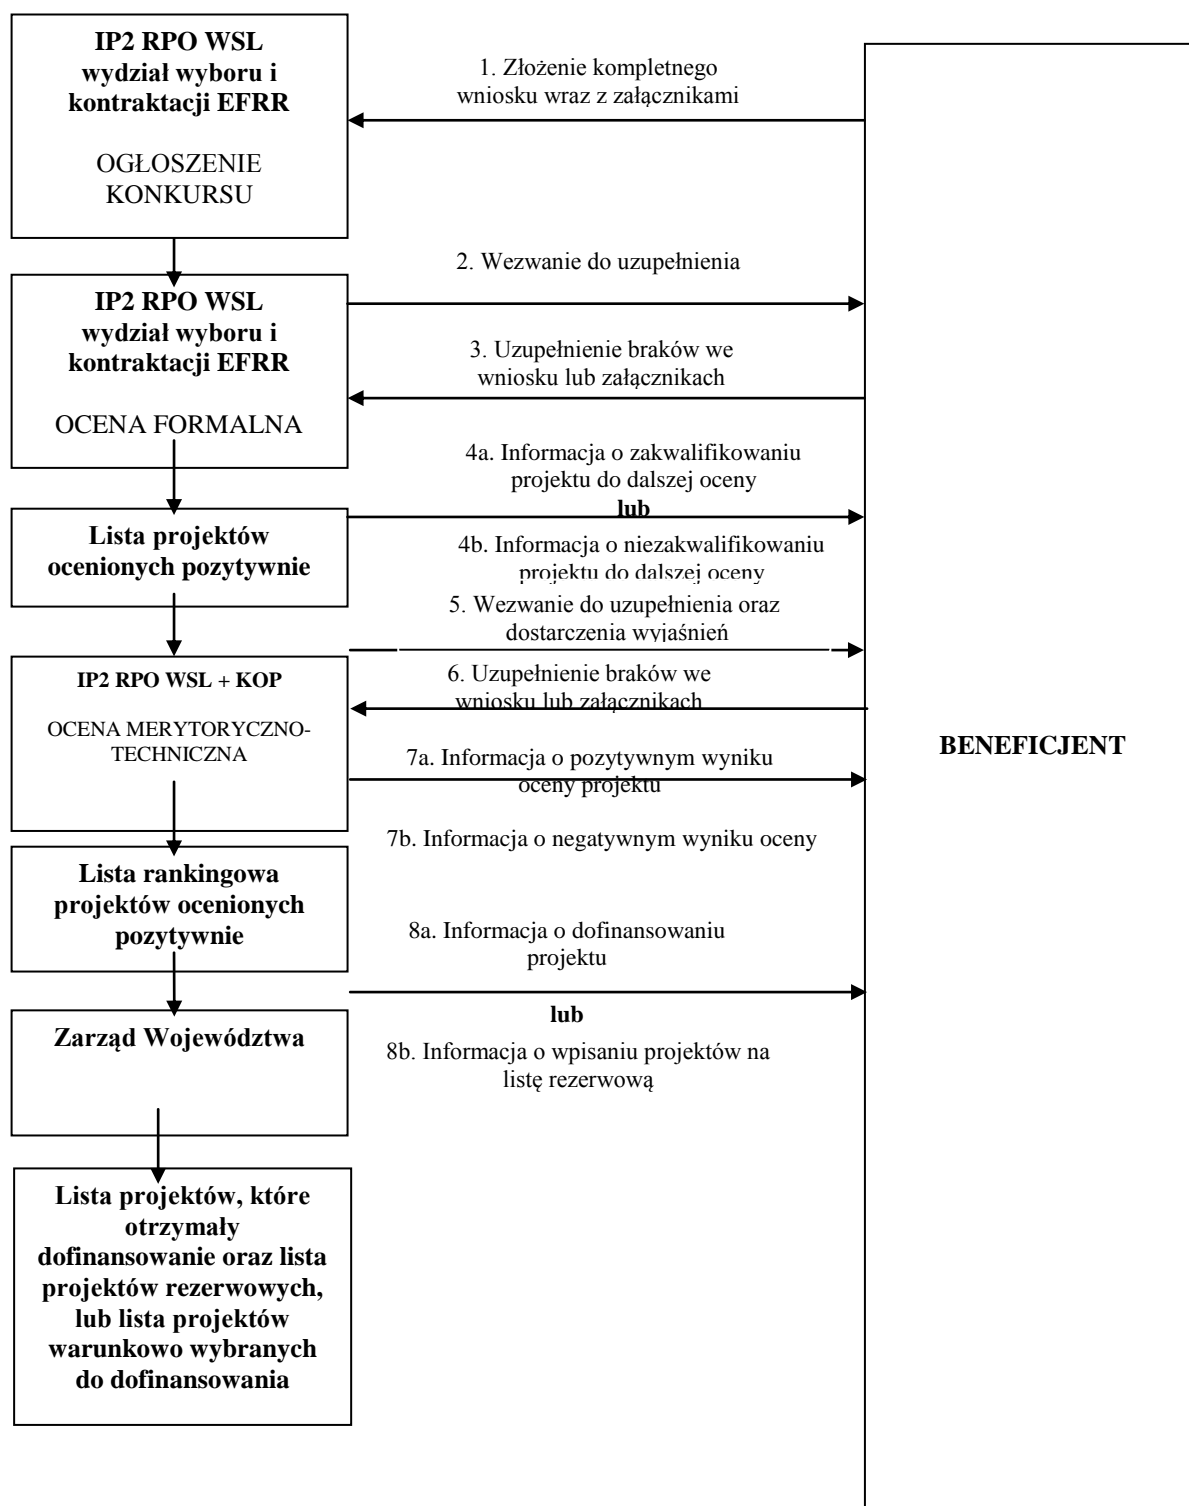 IP2 RPO WSL
wydział wyboru i
kontraktacji EFRR
OGŁOSZENIE
KONKURSU
1. Złożenie kompletnego
wniosku wraz z załącznikami
2. Wezwanie do uzupełnienia
IP2 RPO WSL
wydział wyboru i
kontraktacji EFRR
OCENA FORMALNA
3. Uzupełnienie braków we
wniosku lub załącznikach
4a. Informacja o zakwalifikowaniu
projektu do dalszej oceny
lub
4b. Informacja o niezakwalifikowaniu
projektu do dalszej oceny
Lista projektów
ocenionych pozytywnie
5. Wezwanie do uzupełnienia oraz
dostarczenia wyjaśnień
IP2 RPO WSL + KOP
OCENA MERYTORYCZNO-
TECHNICZNA
6. Uzupełnienie braków we
wniosku lub załącznikach
7a. Informacja o pozytywnym wyniku
oceny projektu
7b. Informacja o negatywnym wyniku oceny
BENEFICJENT
Lista rankingowa
projektów ocenionych
pozytywnie
8a. Informacja o dofinansowaniu
projektu
lub
8b. Informacja o wpisaniu projektów na
listę rezerwową
Zarząd Województwa
Lista projektów, które
otrzymały
dofinansowanie oraz lista
projektów rezerwowych,
lub lista projektów
warunkowo wybranych
do dofinansowania